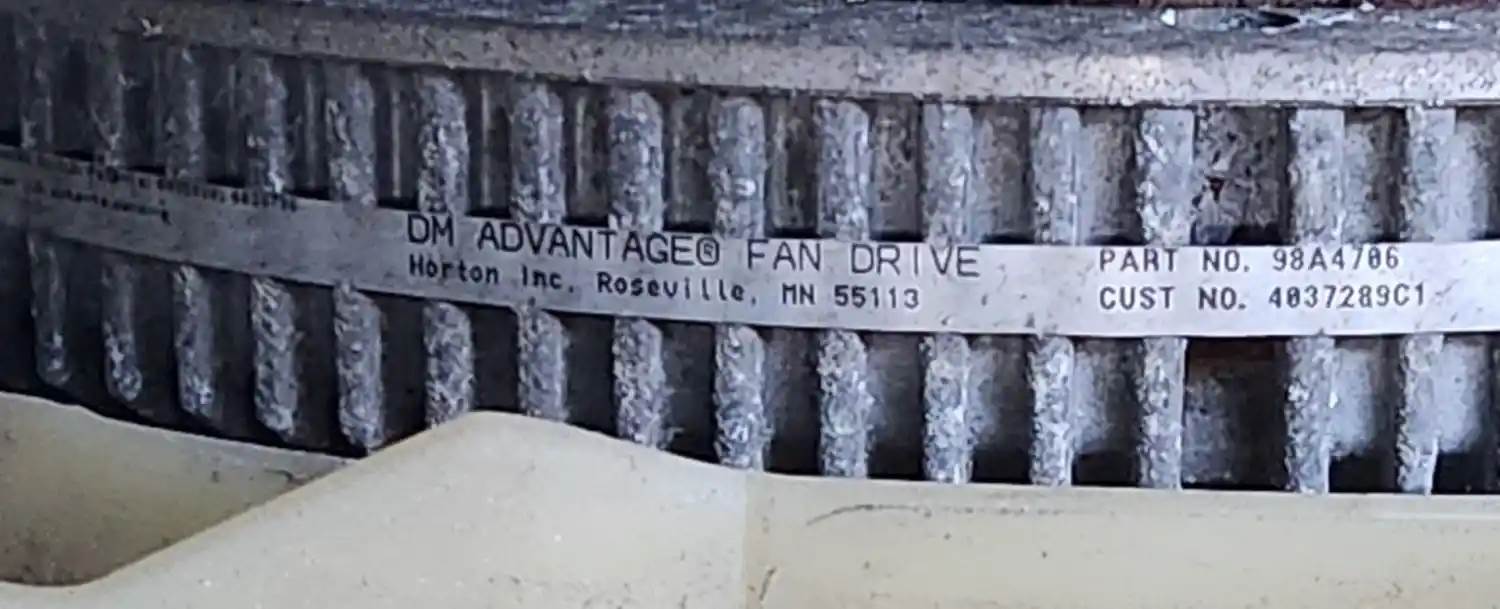 DM ADVANTAGE® FAN DRIVE
Horton Inc. Roseville, MN 55113
PART NO. 98A4706
CUST NO. 4037289C1